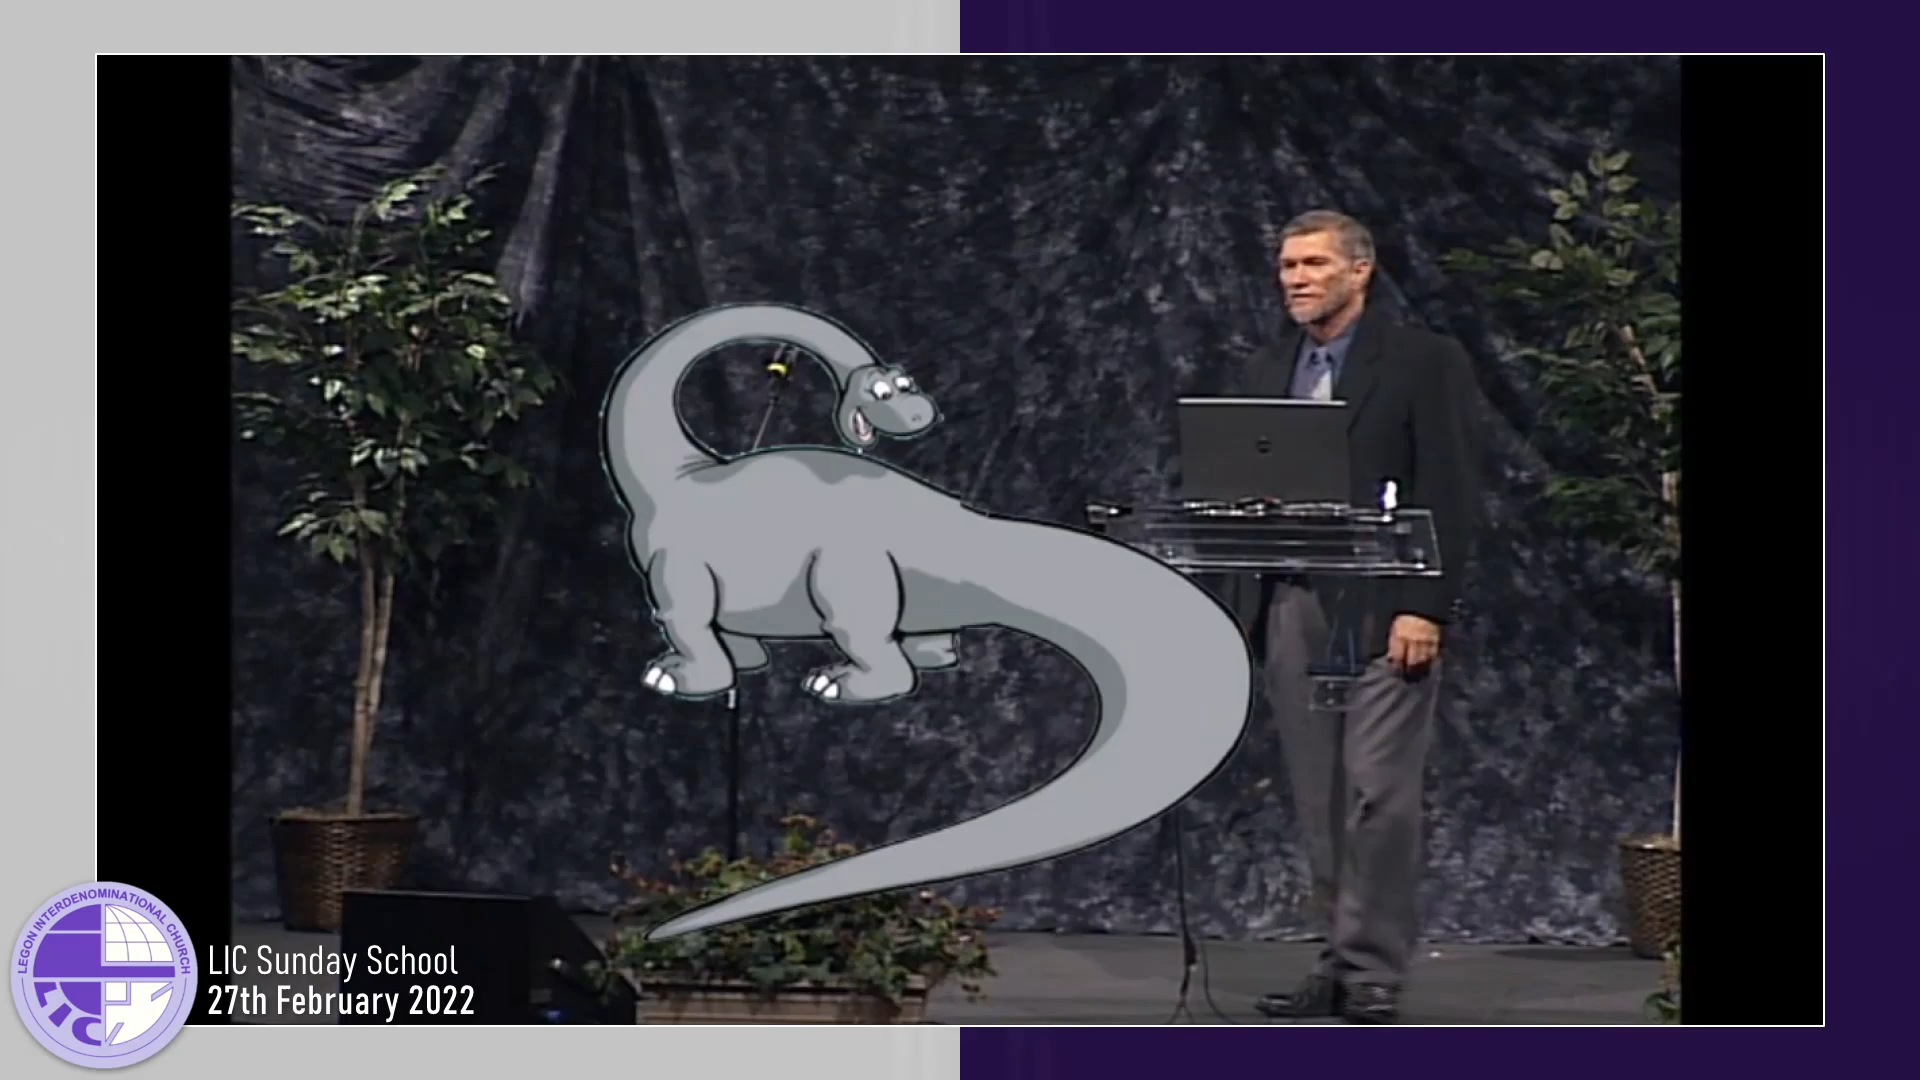 LEGON INTERDENOMINATIONAL CHURCH
LIC
LIC Sunday School
27th February 2022